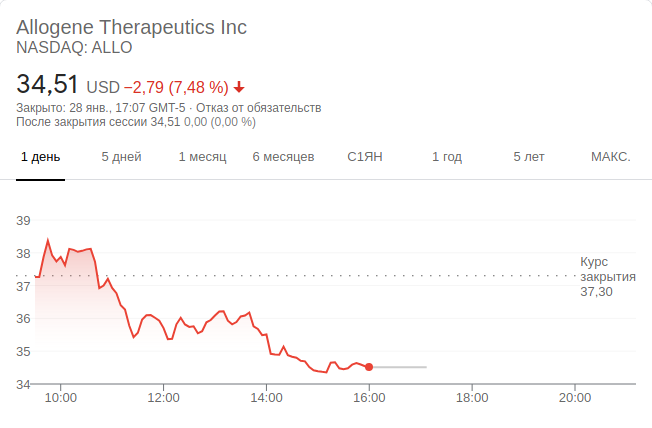 Allogene Therapeutics Inc
NASDAQ: ALLO
34,51 USD −2,79 (7,48 %)
Закрыто: 28 янв., 17:07 GMT-5 · Отказ от обязательств
После закрытия сессии 34,51 0,00 (0,00 %)
1 день 5 дней 1 месяц 6 месяцев С1ЯН 1 год 5 лет МАКС.
39
38
37
36
35
34
Курс
закрытия
37,30
10:00 12:00 14:00 16:00 18:00 20:00